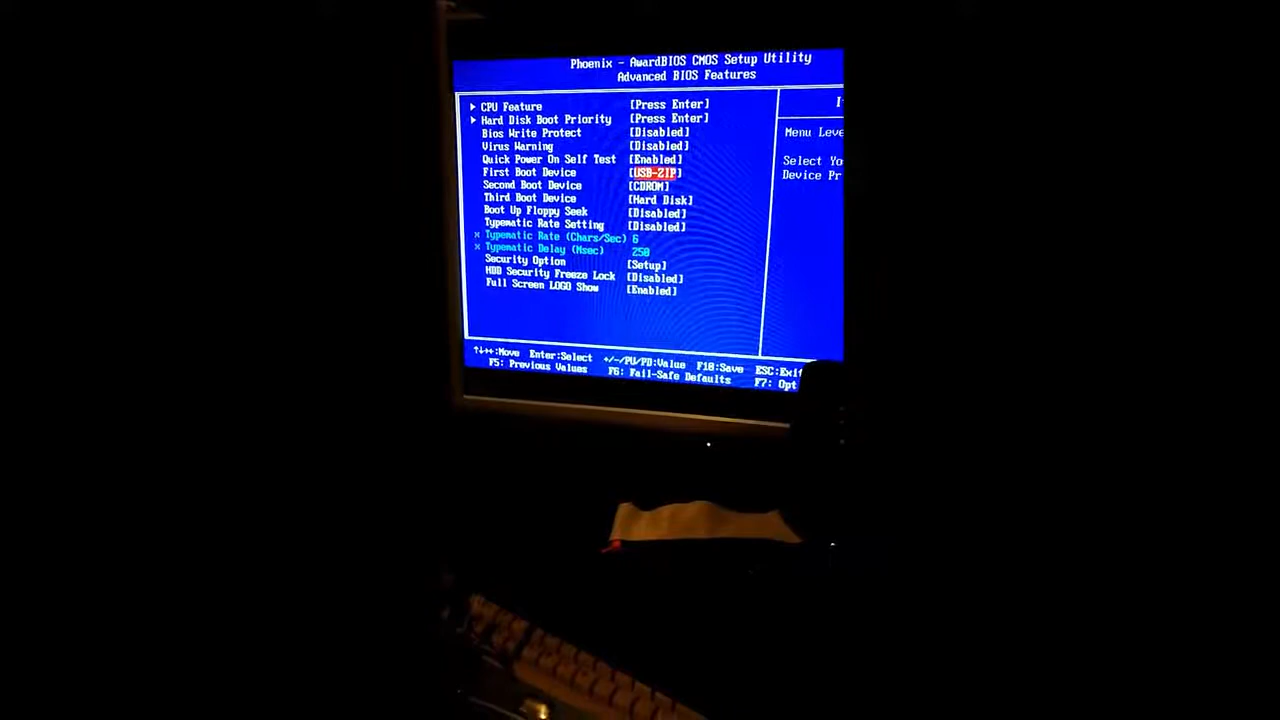 Phoenix - AwardBIOS CMOS Setup Utility
Advanced BIOS Features
▸ CPU Feature [Press Enter]
▸ Hard Disk Boot Priority [Press Enter]
Bios Write Protect [Disabled]
Virus Warning [Disabled]
Quick Power On Self Test [Enabled]
First Boot Device [USB-ZIP]
Second Boot Device [CDROM]
Third Boot Device [Hard Disk]
Boot Up Floppy Seek [Disabled]
Typematic Rate Setting [Disabled]
x Typematic Rate (Chars/Sec) 6
x Typematic Delay (Msec) 250
Security Option [Setup]
HDD Security Freeze Lock [Disabled]
Full Screen LOGO Show [Enabled]
Menu Leve
Select Yo
Device Pr
↑↓→←:Move Enter:Select +/-/PU/PD:Value F10:Save ESC:Exit
F5: Previous Values F6: Fail-Safe Defaults F7: Opt